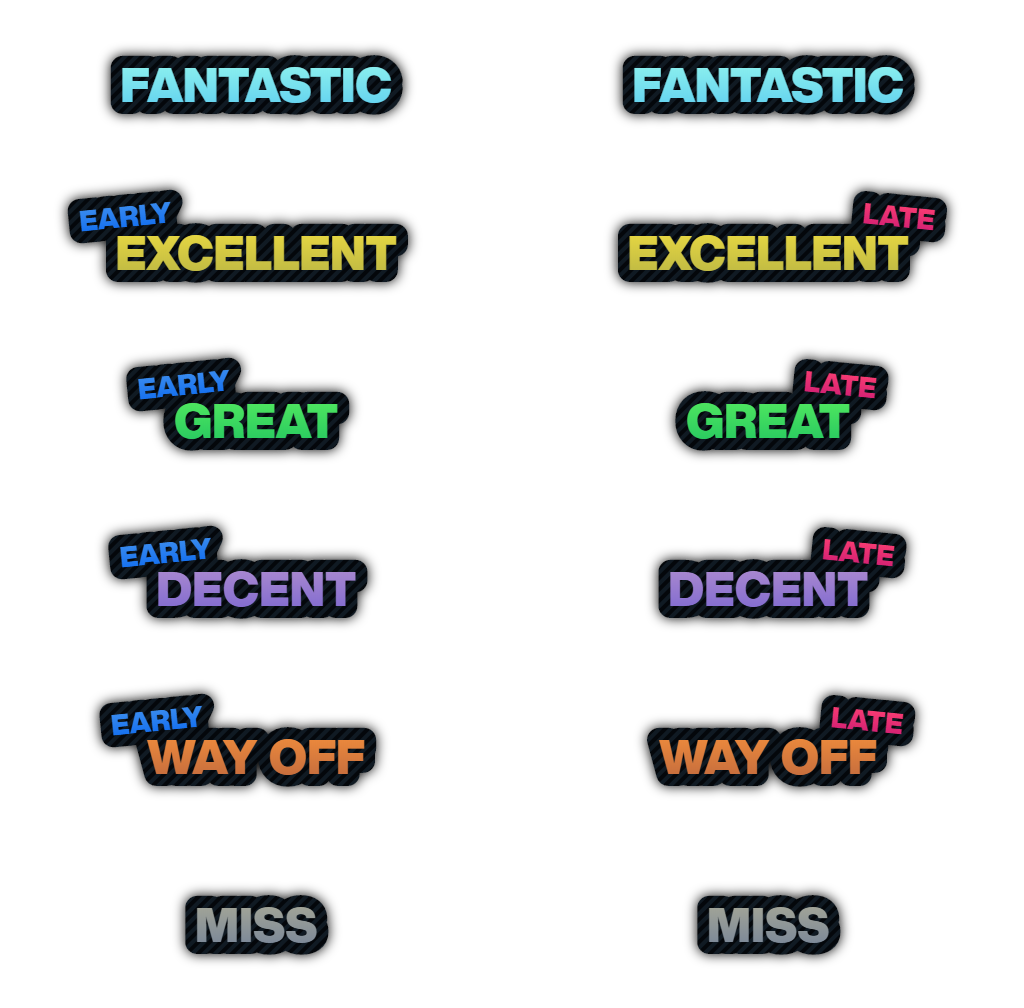 FANTASTIC FANTASTIC
EARLY LATE
EXCELLENT EXCELLENT
EARLY LATE
GREAT GREAT
EARLY LATE
DECENT DECENT
EARLY LATE
WAY OFF WAY OFF
MISS MISS